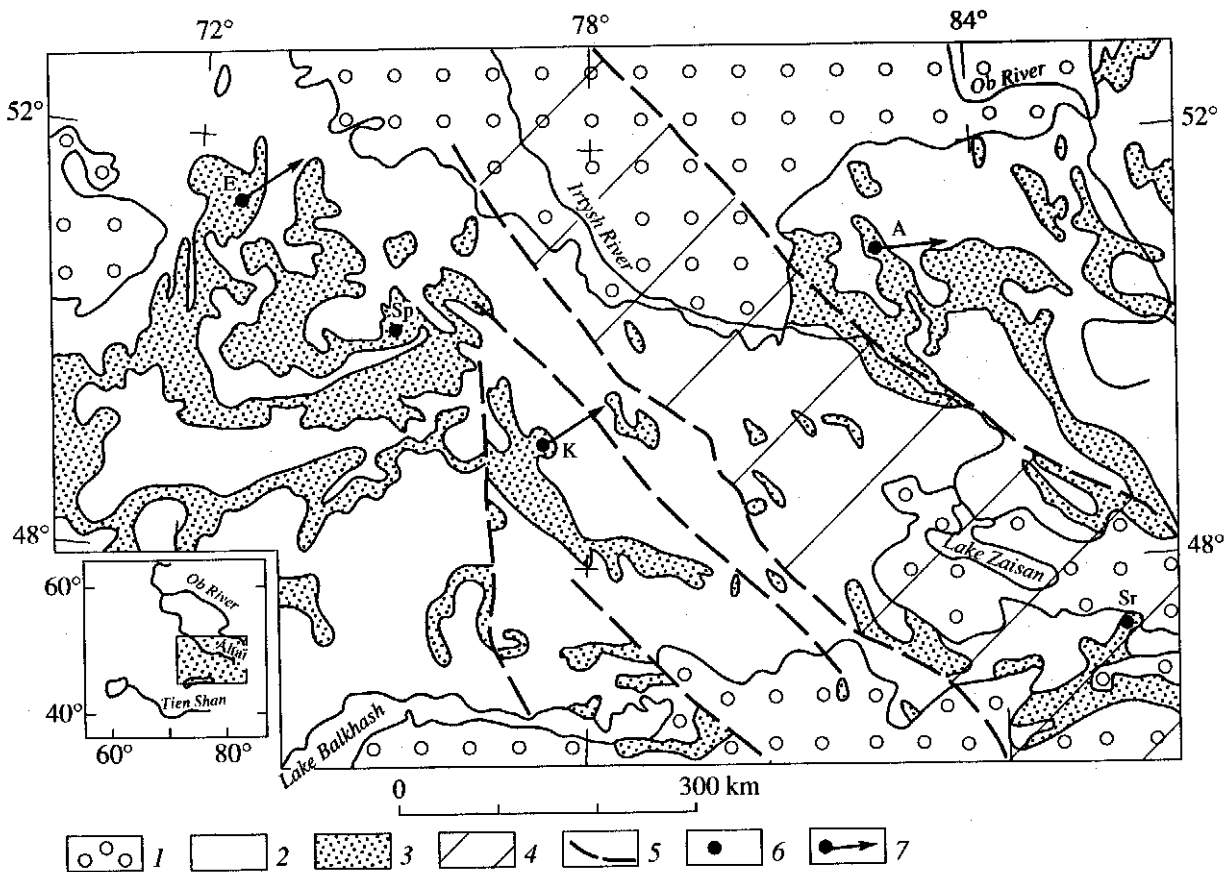 72° 78° 84°
Ob River
52° 52°
E
Irtysh River
A
Sp
K
48° 48°
Lake Zaisan
Sr
60°
Ob River
Altai
40°
Tien Shan
60° 80°
Lake Balkhash
0 300 km
1 2 3 4 5 6 7